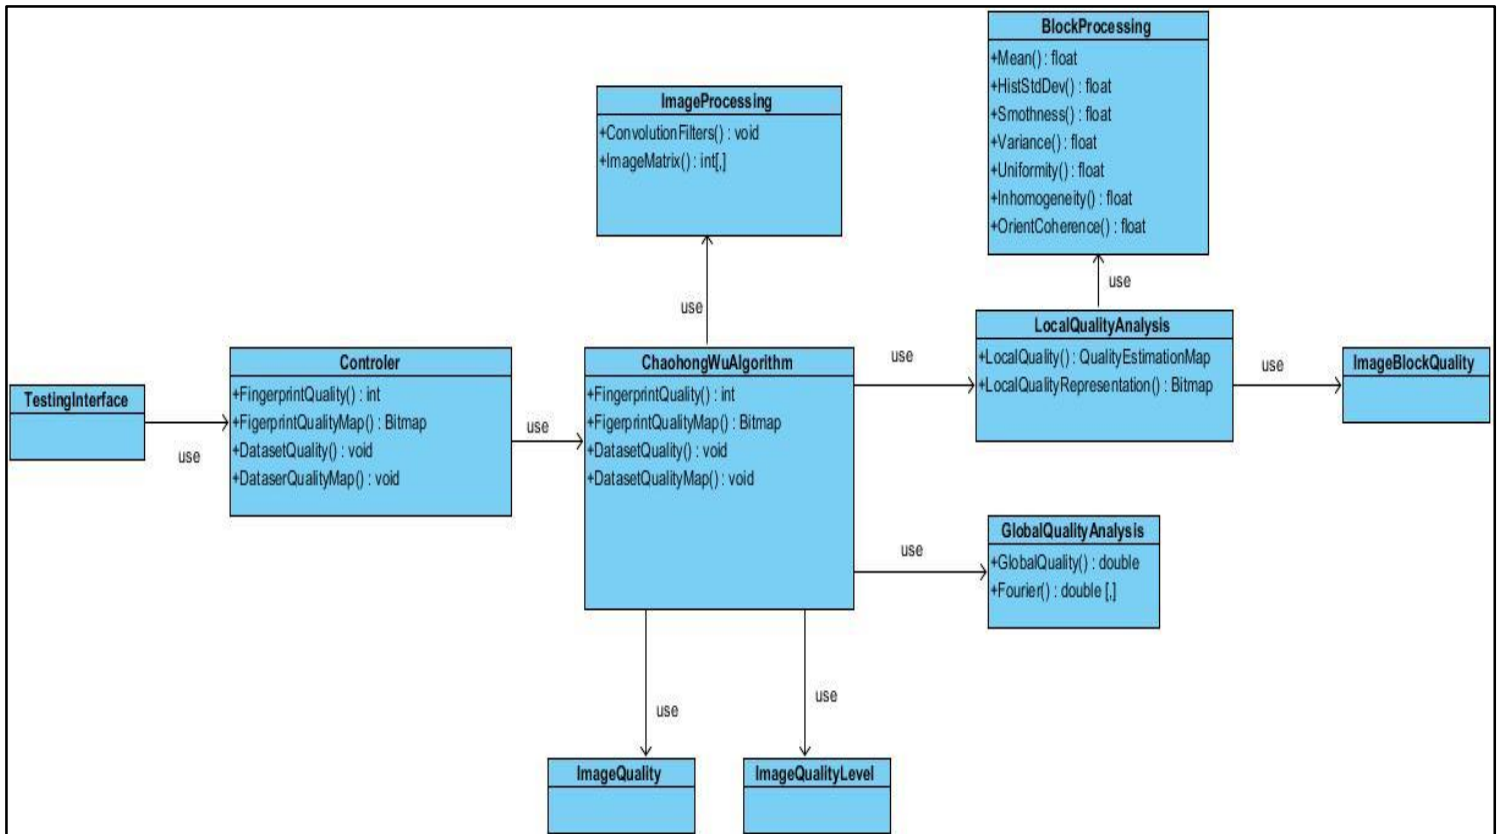 BlockProcessing
+Mean() : float
+HistStdDev() : float
+Smothness() : float
+Variance() : float
+Uniformity() : float
+Inhomogeneity() : float
+OrientCoherence() : float
ImageProcessing
+ConvolutionFilters() : void
+ImageMatrix() : int[,]
use
use
LocalQualityAnalysis
+LocalQuality() : QualityEstimationMap
+LocalQualityRepresentation() : Bitmap
use
use
ImageBlockQuality
TestingInterface
use
Controler
+FingerprintQuality() : int
+FigerprintQualityMap() : Bitmap
+DatasetQuality() : void
+DataserQualityMap() : void
use
ChaohongWuAlgorithm
+FingerprintQuality() : int
+FigerprintQualityMap() : Bitmap
+DatasetQuality() : void
+DatasetQualityMap() : void
use
GlobalQualityAnalysis
+GlobalQuality() : double
+Fourier() : double [,]
use
use
ImageQuality
ImageQualityLevel